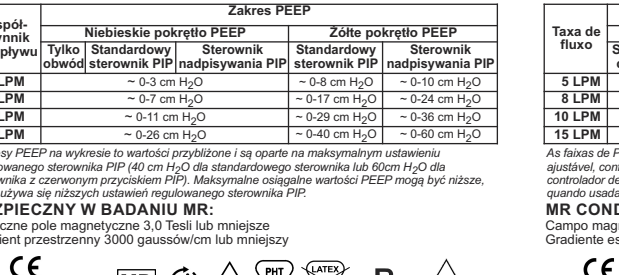 Zakres PEEP
Niebieskie pokrętło PEEP Żółte pokrętło PEEP
Tylko obwód Standardowy sterownik PIP Sterownik nadpisywania PIP Standardowy sterownik PIP Sterownik nadpisywania PIP
LPM ~ 0-3 cm H2O ~ 0-8 cm H2O ~ 0-10 cm H2O
LPM ~ 0-7 cm H2O ~ 0-17 cm H2O ~ 0-24 cm H2O
LPM ~ 0-11 cm H2O ~ 0-29 cm H2O ~ 0-36 cm H2O
LPM ~ 0-26 cm H2O ~ 0-40 cm H2O ~ 0-60 cm H2O
sy PEEP na wykresie to wartości przybliżone i są oparte na maksymalnym ustawieniu
owanego sterownika PIP (40 cm H2O dla standardowego sterownika lub 60cm H2O dla
wnika z czerwonym przyciskiem PIP). Maksymalne osiągalne wartości PEEP mogą być niższe,
używa się niższych ustawień regulowanego sterownika PIP.
ZPIECZNY W BADANIU MR:
czne pole magnetyczne 3,0 Tesli lub mniejsze
ient przestrzenny 3000 gaussów/cm lub mniejszy
CE
PHT
LATEX
Taxa de
fluxo
5 LPM
8 LPM
10 LPM
15 LPM
As faixas de P
ajustável, con
controlador de
quando usada
MR COND
Campo mag
Gradiente es
CE